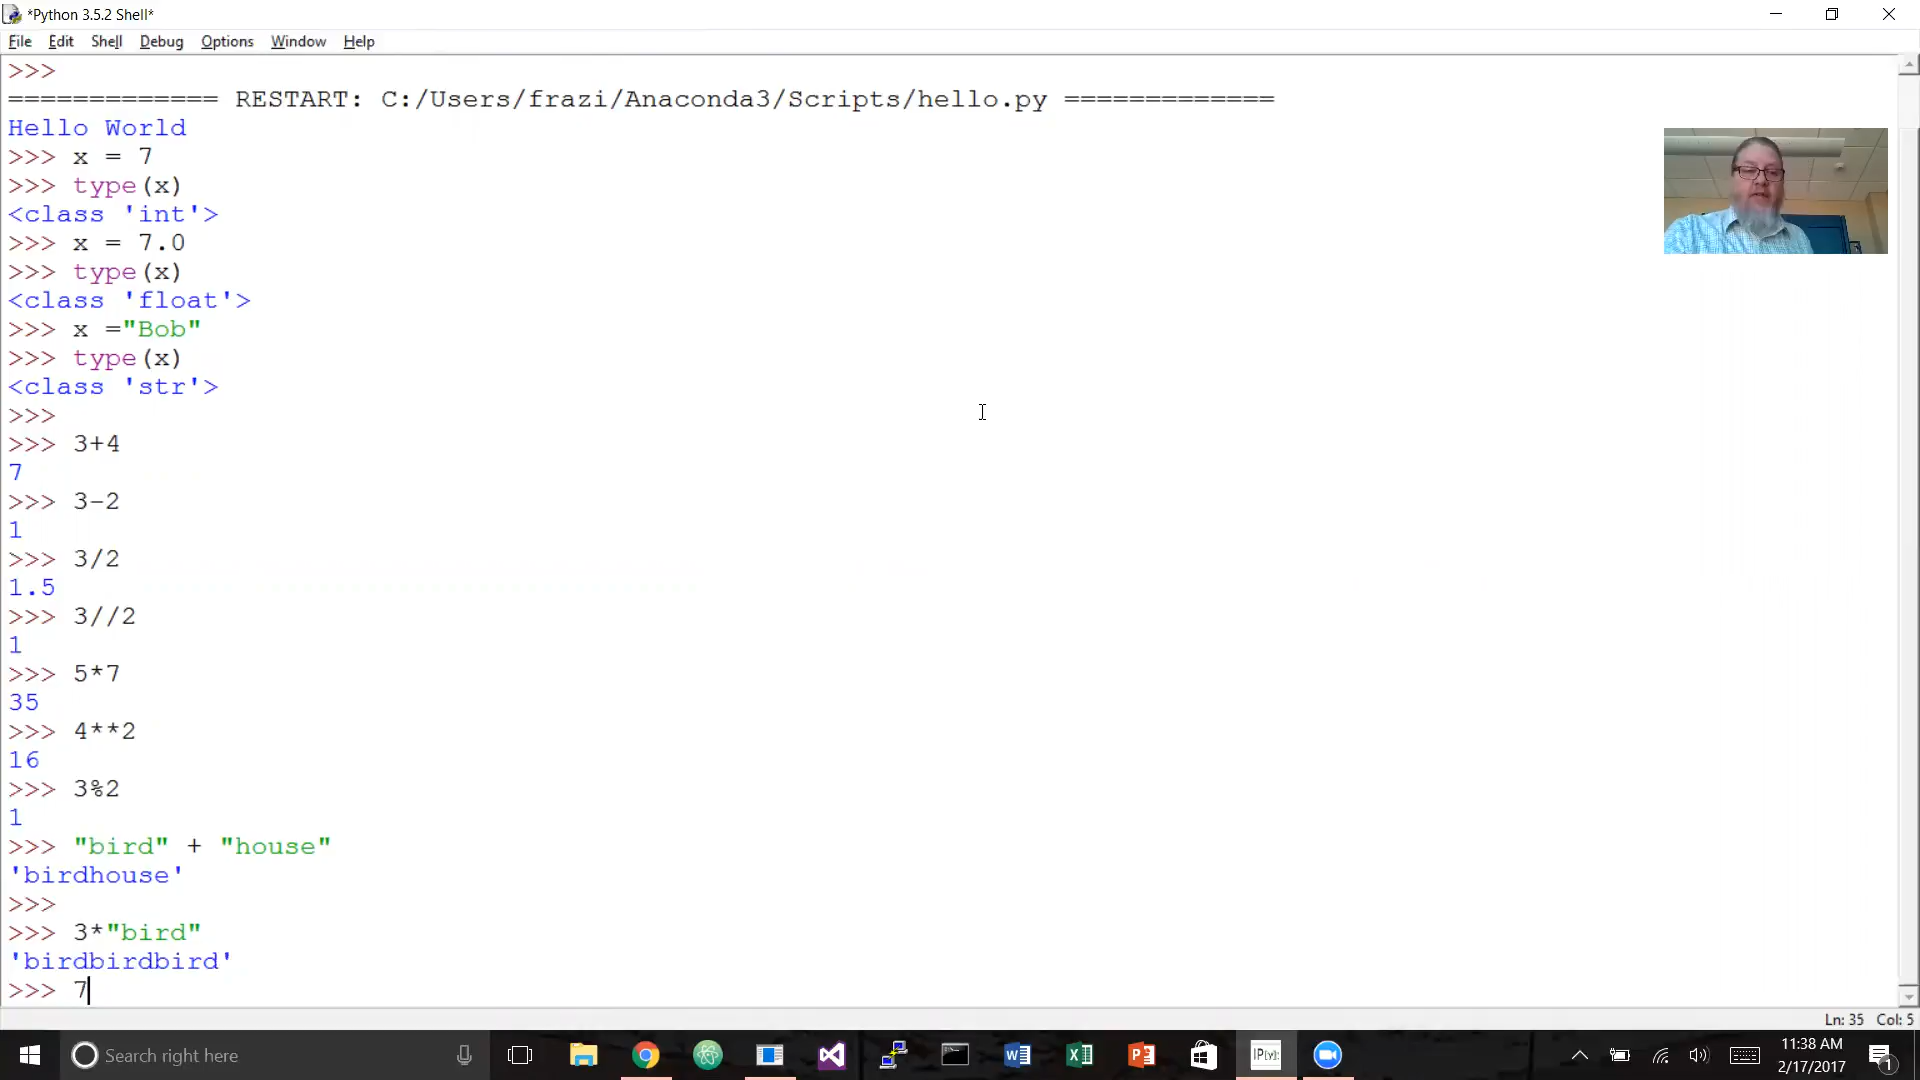 *Python 3.5.2 Shell*
File Edit Shell Debug Options Window Help
>>>
============= RESTART: C:/Users/frazi/Anaconda3/Scripts/hello.py =============
Hello World
>>> x = 7
>>> type(x)
<class 'int'>
>>> x = 7.0
>>> type(x)
<class 'float'>
>>> x ="Bob"
>>> type(x)
<class 'str'>
>>>
>>> 3+4
7
>>> 3-2
1
>>> 3/2
1.5
>>> 3//2
1
>>> 5*7
35
>>> 4**2
16
>>> 3%2
1
>>> "bird" + "house"
'birdhouse'
>>>
>>> 3*"bird"
'birdbirdbird'
>>> 7
Ln: 35 Col: 5
Search right here
IP[y]:
11:38 AM
2/17/2017
1